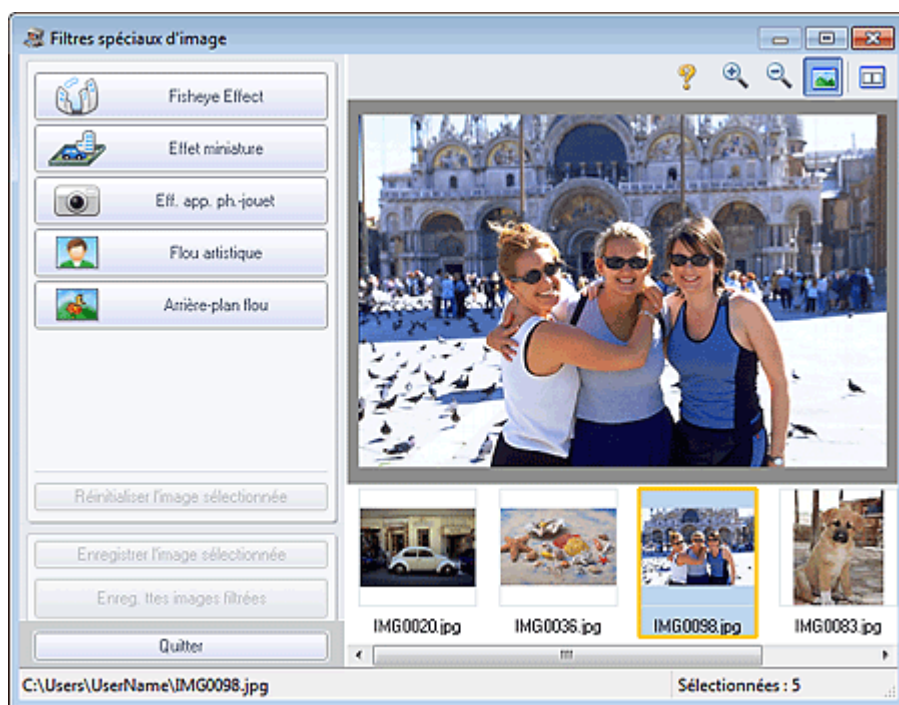 Filtres spéciaux d'image
Fisheye Effect
Effet miniature
Eff. app. ph.-jouet
Flou artistique
Arrière-plan flou
Réinitialiser l'image sélectionnée
Enregistrer l'image sélectionnée
Enreg. ttes images filtrées
Quitter
IMG0020.jpg
IMG0036.jpg
IMG0098.jpg
IMG0083.jpg
C:\Users\UserName\IMG0098.jpg
Sélectionnées : 5